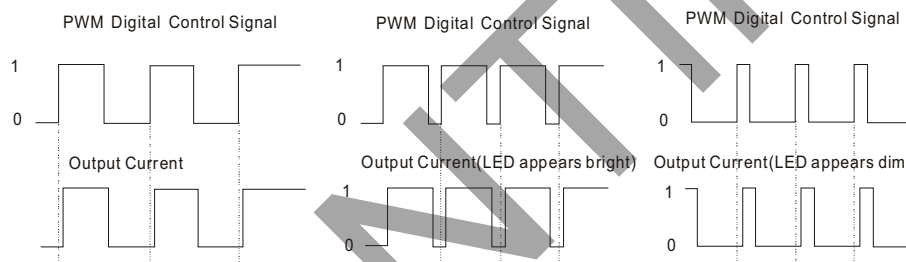 PWM Digital Control Signal
1
0
Output Current
PWM Digital Control Signal
1
0
Output Current(LED appears bright)
1
0
PWM Digital Control Signal
1
0
Output Current(LED appears dim
1
0